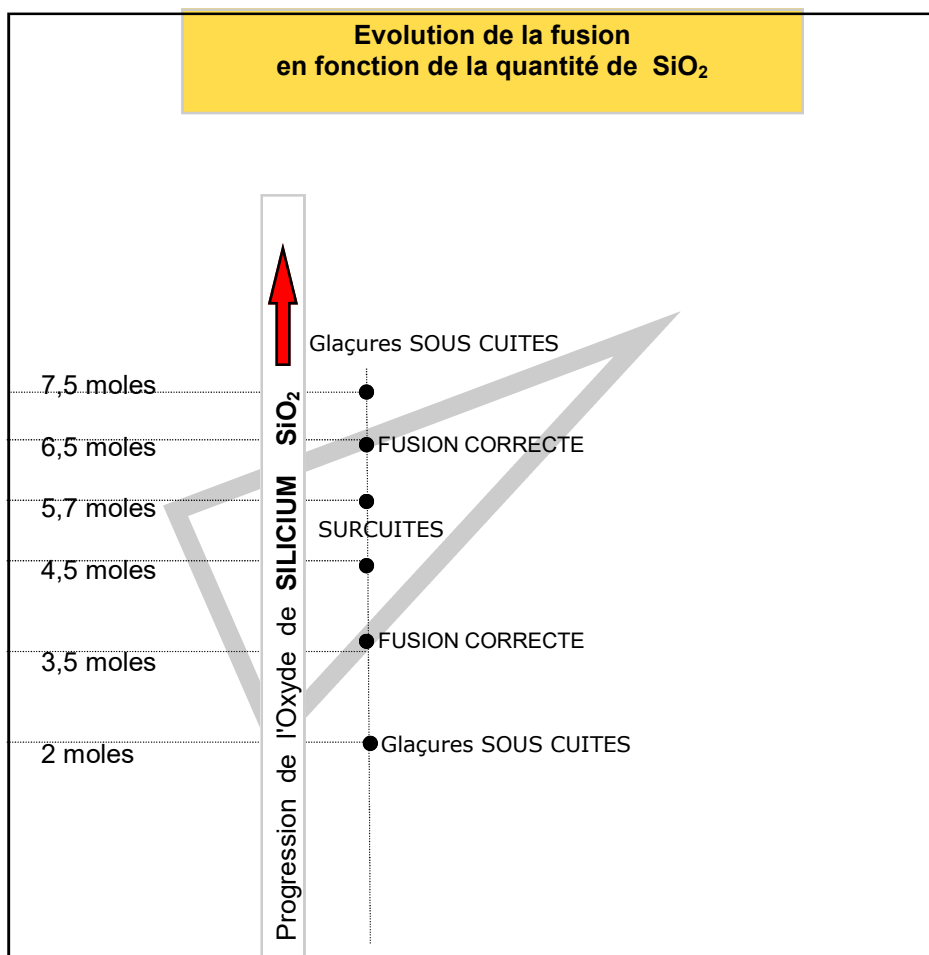 Evolution de la fusion
en fonction de la quantité de SiO₂
Glaçures SOUS CUITES
7,5 moles
6,5 moles
FUSION CORRECTE
5,7 moles
SURCUITES
4,5 moles
FUSION CORRECTE
3,5 moles
Glaçures SOUS CUITES
2 moles
Progression de l'Oxyde de SILICIUM SiO₂